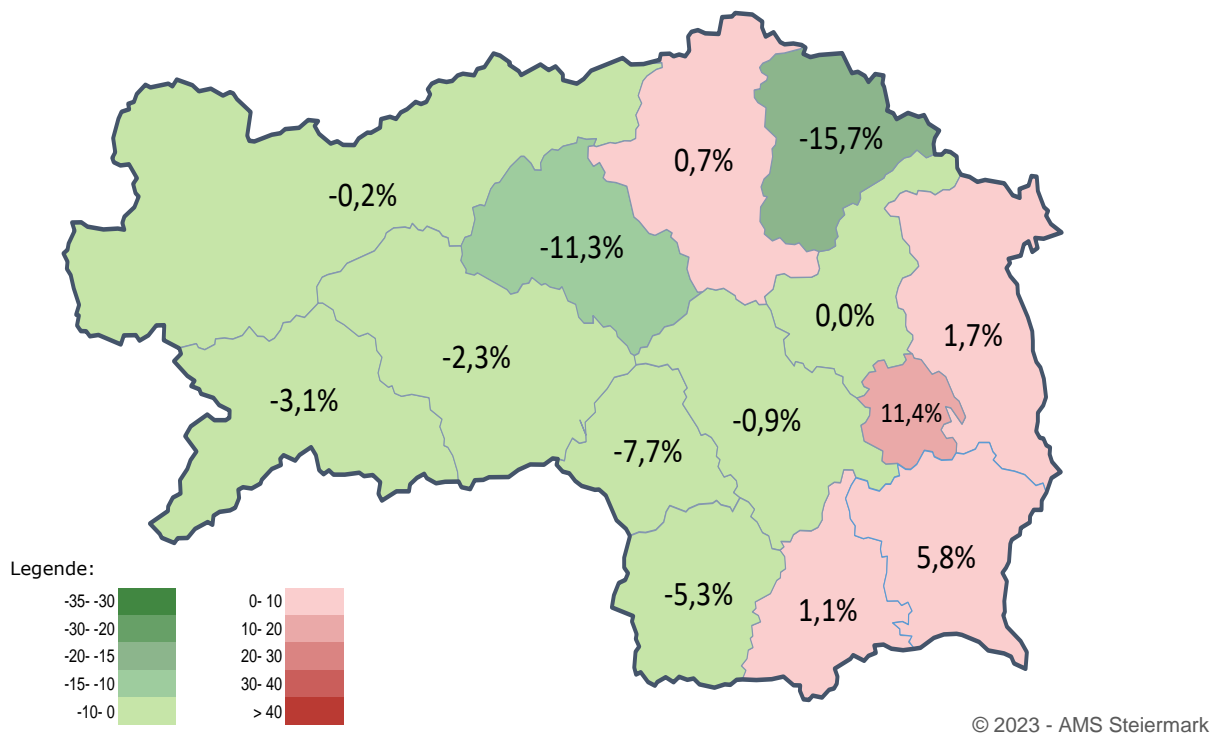 -15,7%
0,7%
-0,2%
-11,3%
0,0%
1,7%
-2,3%
-3,1%
11,4%
-0,9%
-7,7%
5,8%
-5,3%
1,1%
Legende:
-35- -30 0- 10
-30- -20 10- 20
-20- -15 20- 30
-15- -10 30- 40
-10- 0 > 40
© 2023 - AMS Steiermark